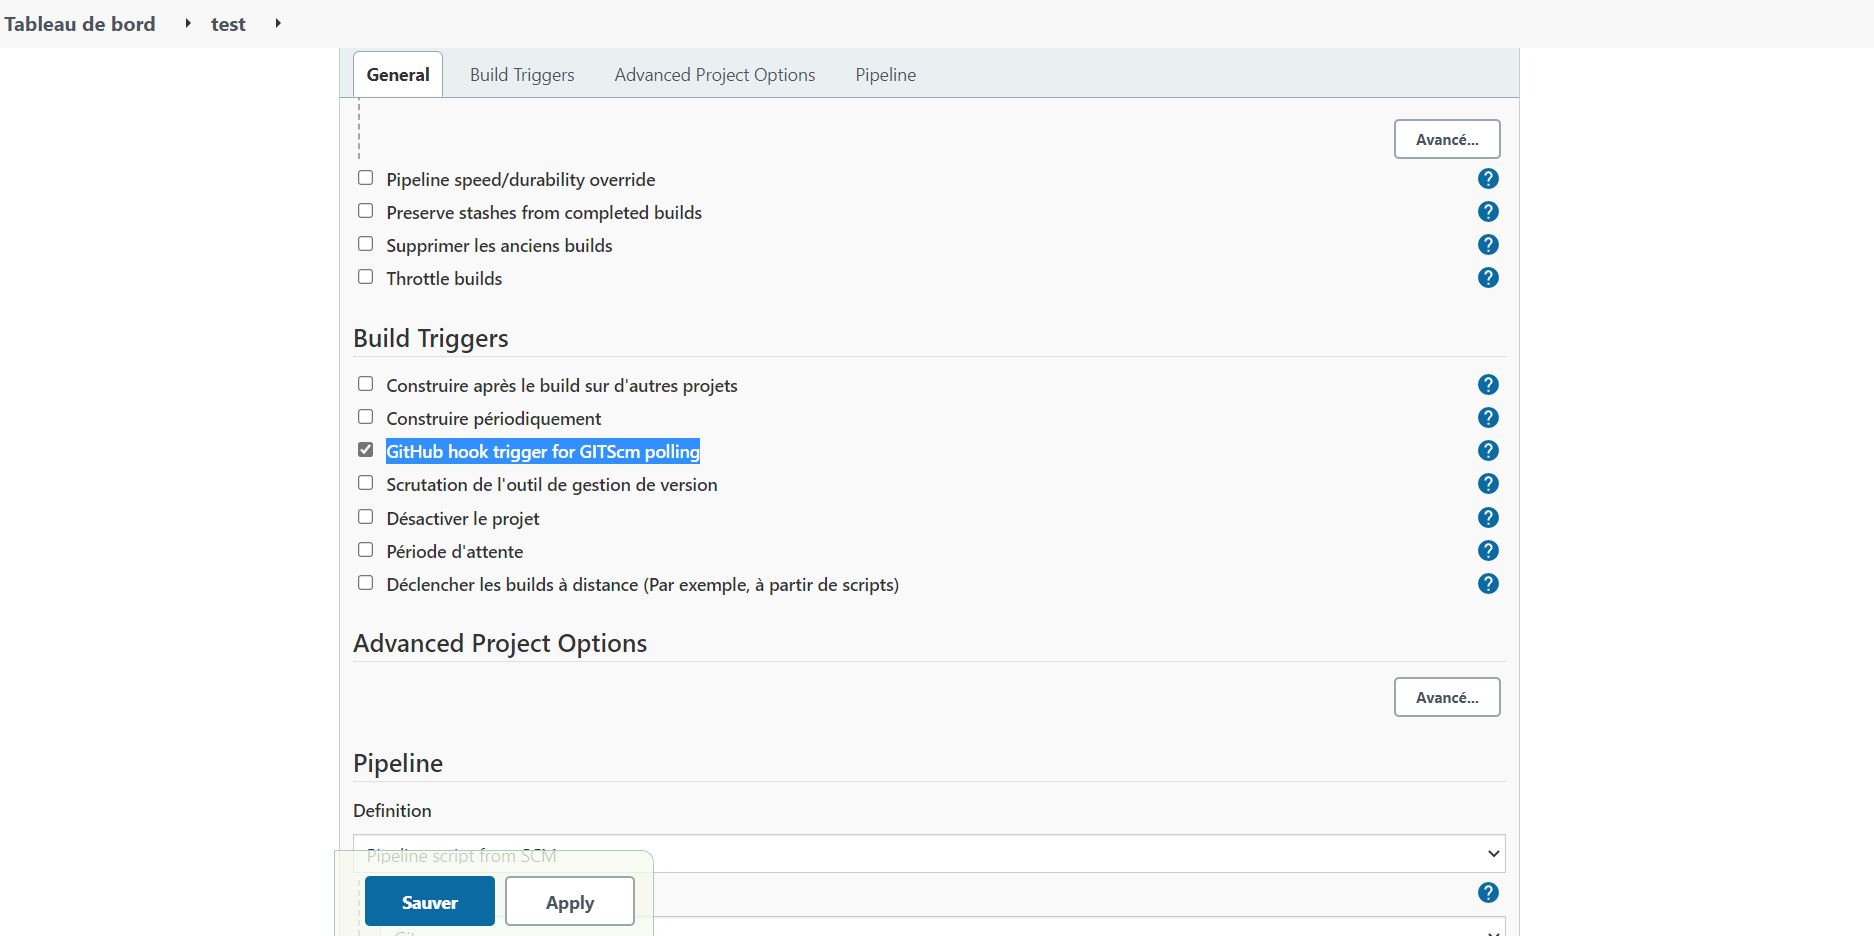 Tableau de bord test
General Build Triggers Advanced Project Options Pipeline
Avancé...
Pipeline speed/durability override
Preserve stashes from completed builds
Supprimer les anciens builds
Throttle builds
Build Triggers
Construire après le build sur d'autres projets
Construire périodiquement
GitHub hook trigger for GITScm polling
Scrutation de l'outil de gestion de version
Désactiver le projet
Période d'attente
Déclencher les builds à distance (Par exemple, à partir de scripts)
Advanced Project Options
Avancé...
Pipeline
Definition
Pipeline script from SCM
Sauver Apply